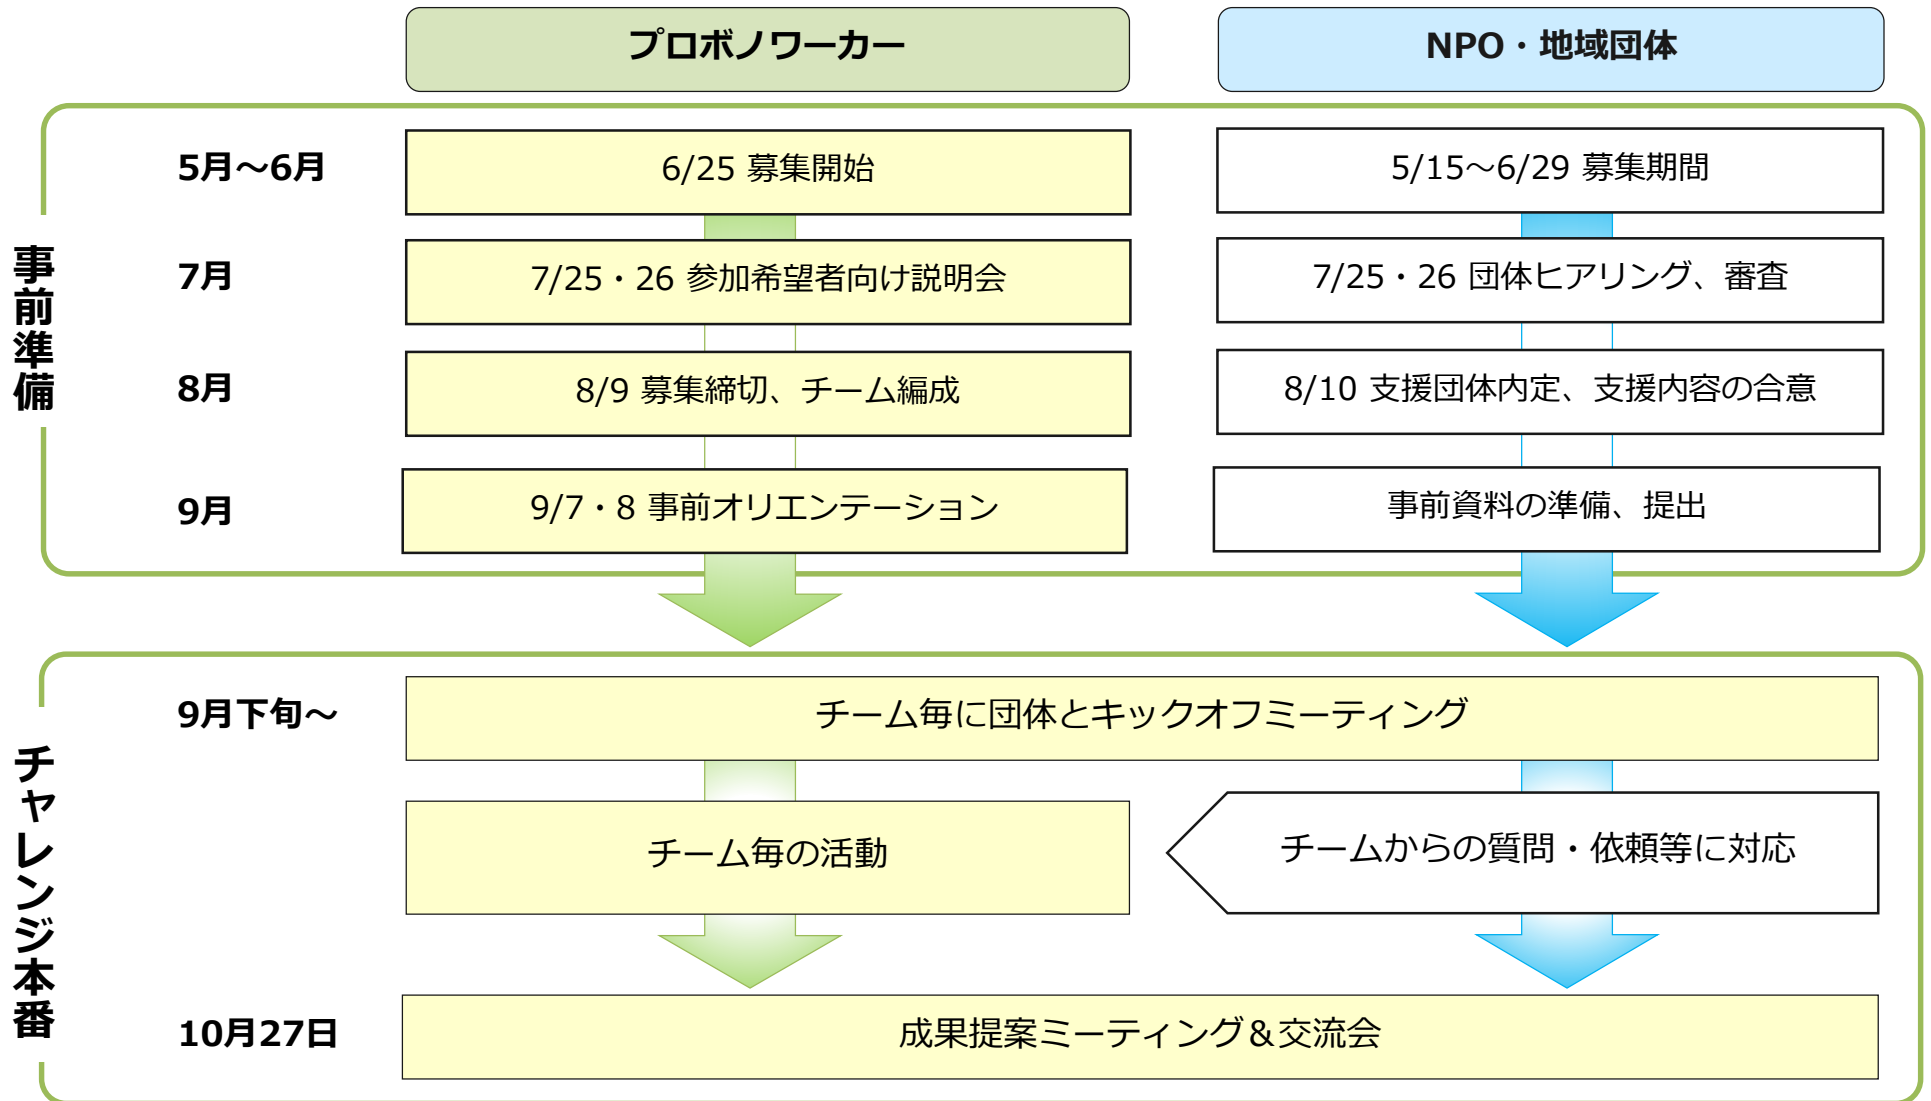 プロボノワーカー
NPO・地域団体
事前準備
5月～6月
6/25 募集開始
5/15～6/29 募集期間
7月
7/25・26 参加希望者向け説明会
7/25・26 団体ヒアリング、審査
8月
8/9 募集締切、チーム編成
8/10 支援団体内定、支援内容の合意
9月
9/7・8 事前オリエンテーション
事前資料の準備、提出
チャレンジ本番
9月下旬～
チーム毎に団体とキックオフミーティング
チーム毎の活動
チームからの質問・依頼等に対応
10月27日
成果提案ミーティング＆交流会